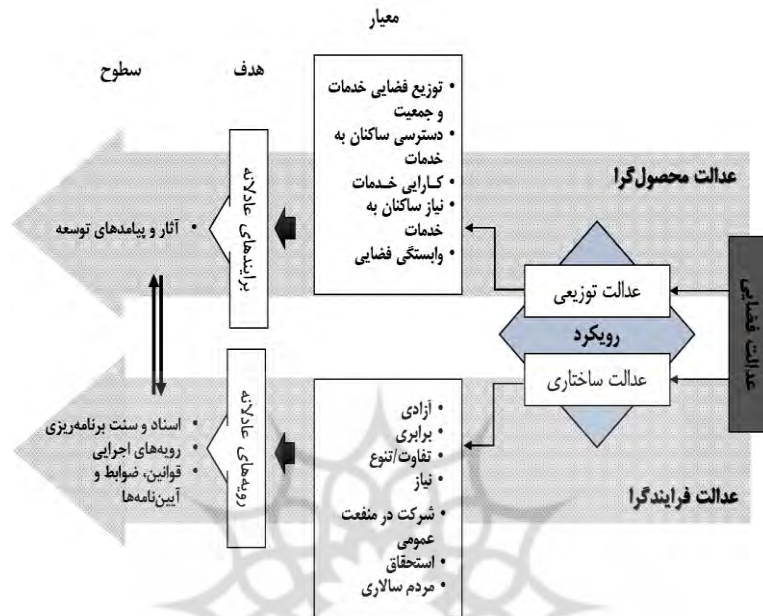 معیار
هدف
سطوح
عدالت فضایی
عدالت محصول‌گرا
عدالت توزیعی
رویکرد
عدالت ساختاری
عدالت فرایندگرا
• توزیع فضایی خدمات
و جمعیت
• دسترسی ساکنان به
خدمات
• کارایی خدمات
• نیاز ساکنان به
خدمات
• وابستگی فضایی
برایندهای عادلانه
• آثار و پیامدهای توسعه
• آزادی
• برابری
• تفاوت/تنوع
• نیاز
• شرکت در منفعت
عمومی
• استحقاق
• مردم سالاری
رویه‌های عادلانه
• اسناد و سنت برنامه‌ریزی
• رویه‌های اجرایی
• قوانین، ضوابط و
آیین‌نامه‌ها